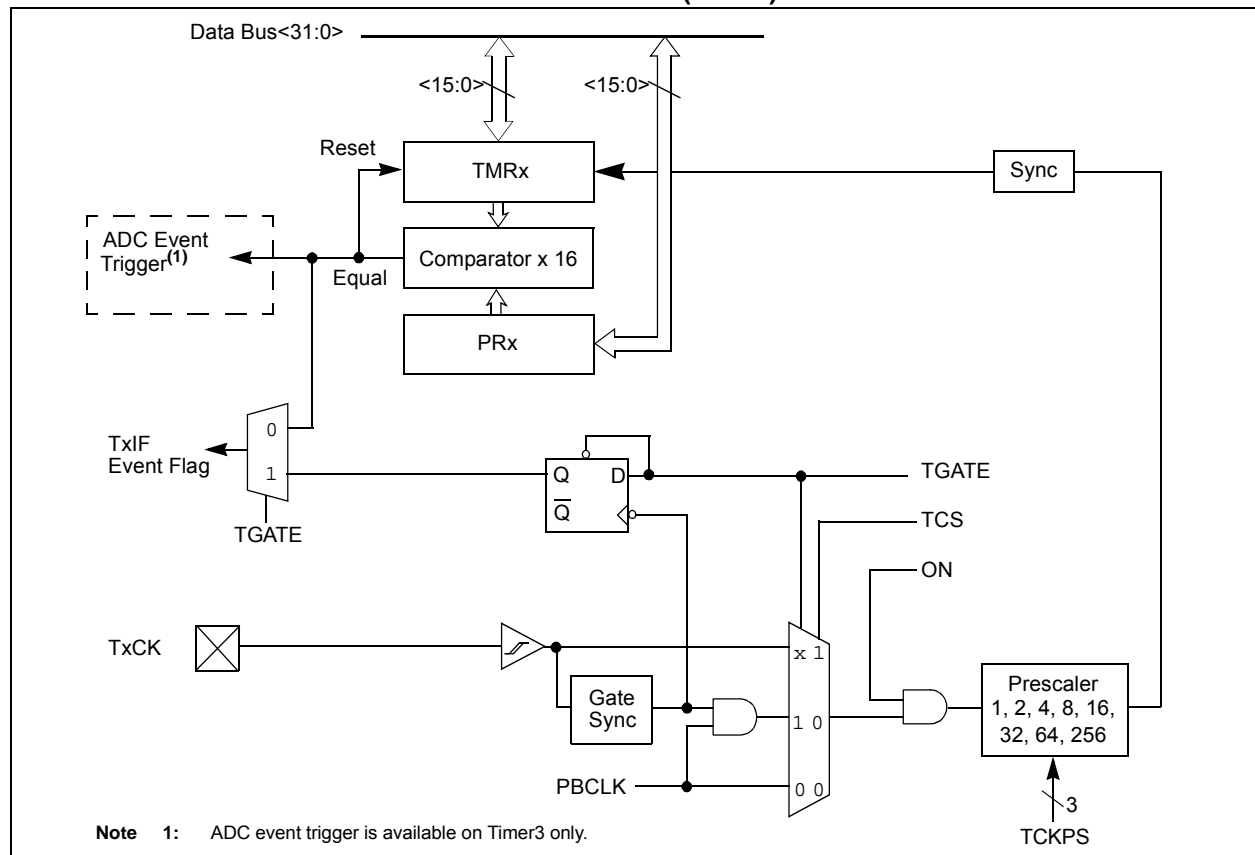 Data Bus<31:0>
<15:0>
<15:0>
Reset
TMRx
Sync
ADC Event
Trigger(1)
Equal
Comparator x 16
PRx
0
1
TxIF
Event Flag
TGATE
Q
D
Q
TGATE
TCS
ON
TxCK
x 1
Gate
Sync
1 0
Prescaler
1, 2, 4, 8, 16,
32, 64, 256
PBCLK
0 0
3
TCKPS
Note 1: ADC event trigger is available on Timer3 only.